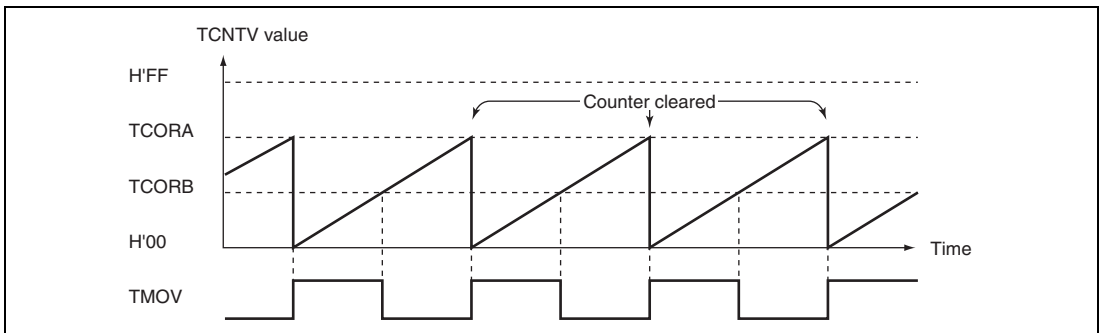 TCNTV value
H'FF
Counter cleared
TCORA
TCORB
H'00
Time
TMOV